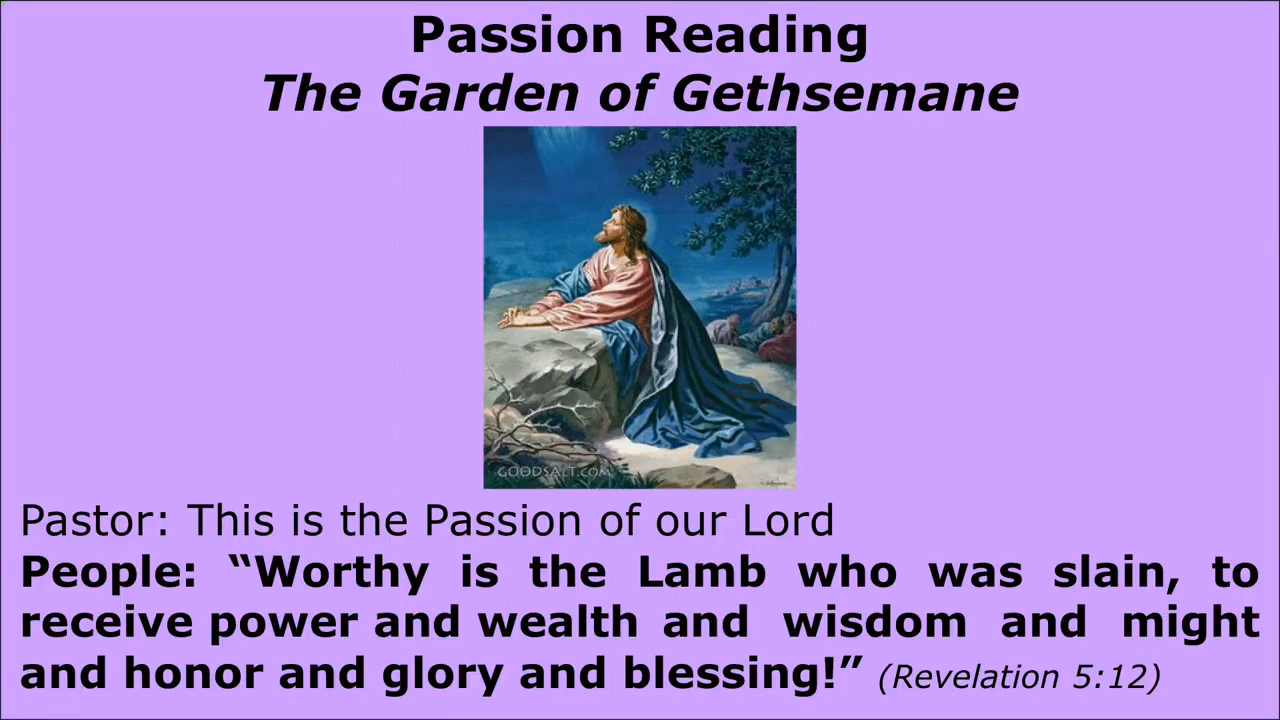 Passion Reading
The Garden of Gethsemane
GOODSALT.COM
Pastor: This is the Passion of our Lord
People: “Worthy is the Lamb who was slain, to
receive power and wealth and wisdom and might
and honor and glory and blessing!” (Revelation 5:12)